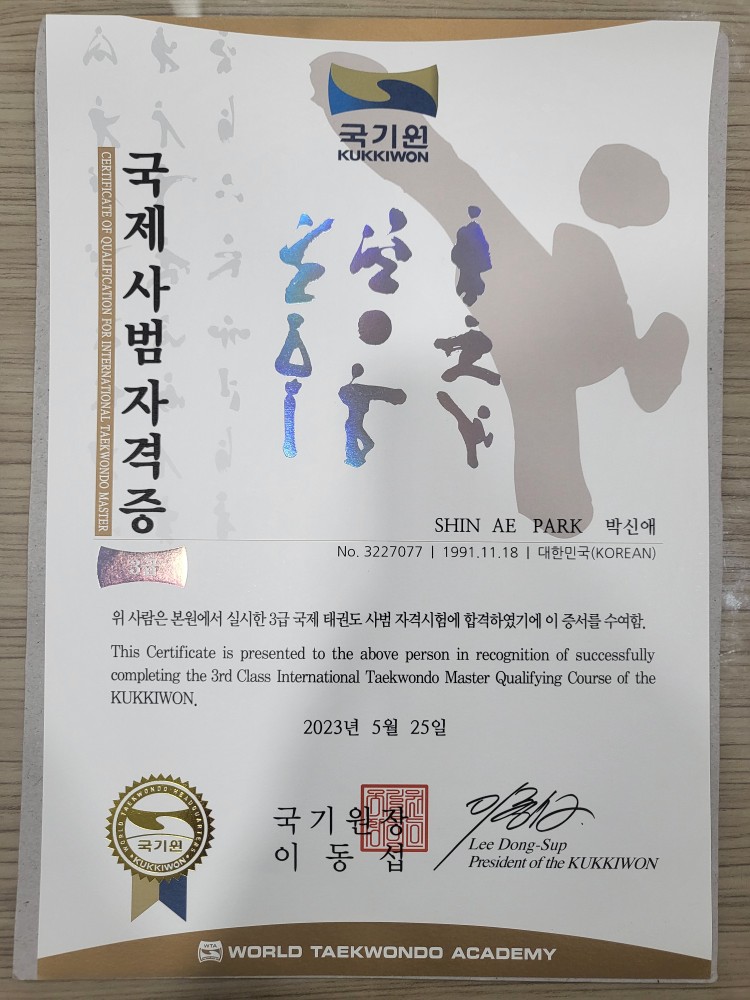 국기원
KUKKIWON
국제사범자격증
CERTIFICATE OF QUALIFICATION FOR INTERNATIONAL TAEKWONDO MASTER
3급
SHIN AE PARK 박신애
No. 3227077 | 1991.11.18 | 대한민국(KOREAN)
위 사람은 본원에서 실시한 3급 국제 태권도 사범 자격시험에 합격하였기에 이 증서를 수여함.
This Certificate is presented to the above person in recognition of successfully
completing the 3rd Class International Taekwondo Master Qualifying Course of the
KUKKIWON.
2023년 5월 25일
WORLD TAEKWONDO HEADQUARTERS
국기원
KUKKIWON
국기원장
이동섭
Lee Dong-Sup
President of the KUKKIWON
WTA
WORLD TAEKWONDO ACADEMY